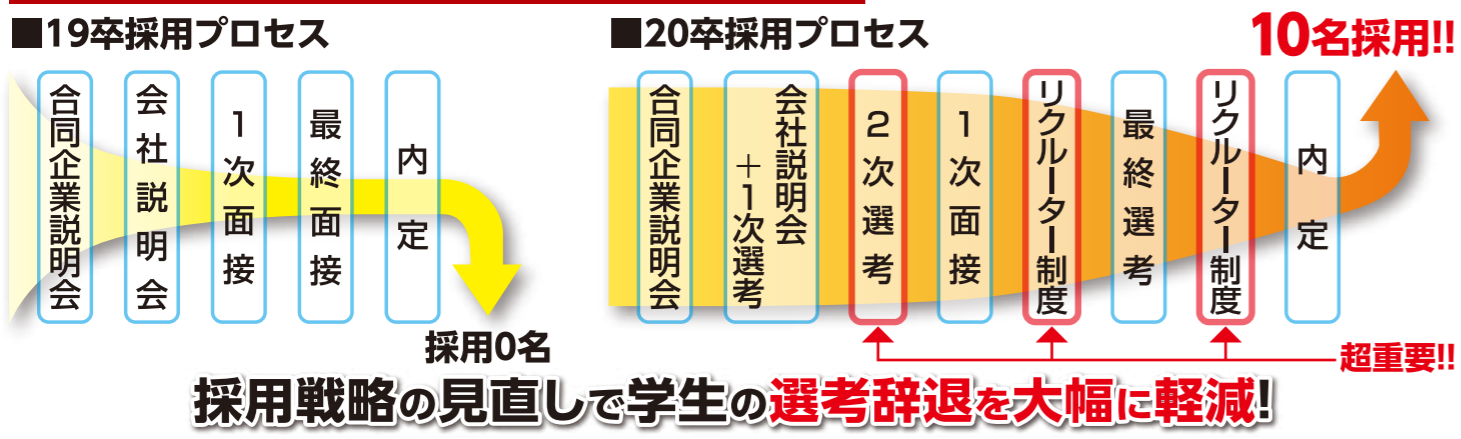 ■19卒採用プロセス
合同企業説明会
会社説明会
1次面接
最終面接
内定
採用0名
■20卒採用プロセス
10名採用!!
合同企業説明会
会社説明会
+1次選考
2次選考
1次面接
リクルーター制度
最終選考
リクルーター制度
内定
超重要!!
採用戦略の見直しで学生の選考辞退を大幅に軽減!